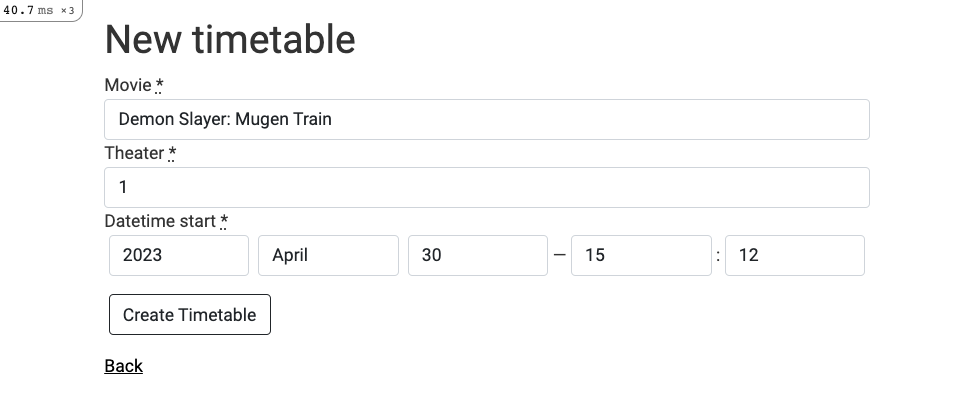 40.7 ms ×3
New timetable
Movie *
Demon Slayer: Mugen Train
Theater *
1
Datetime start *
2023 April 30 — 15 : 12
Create Timetable
Back